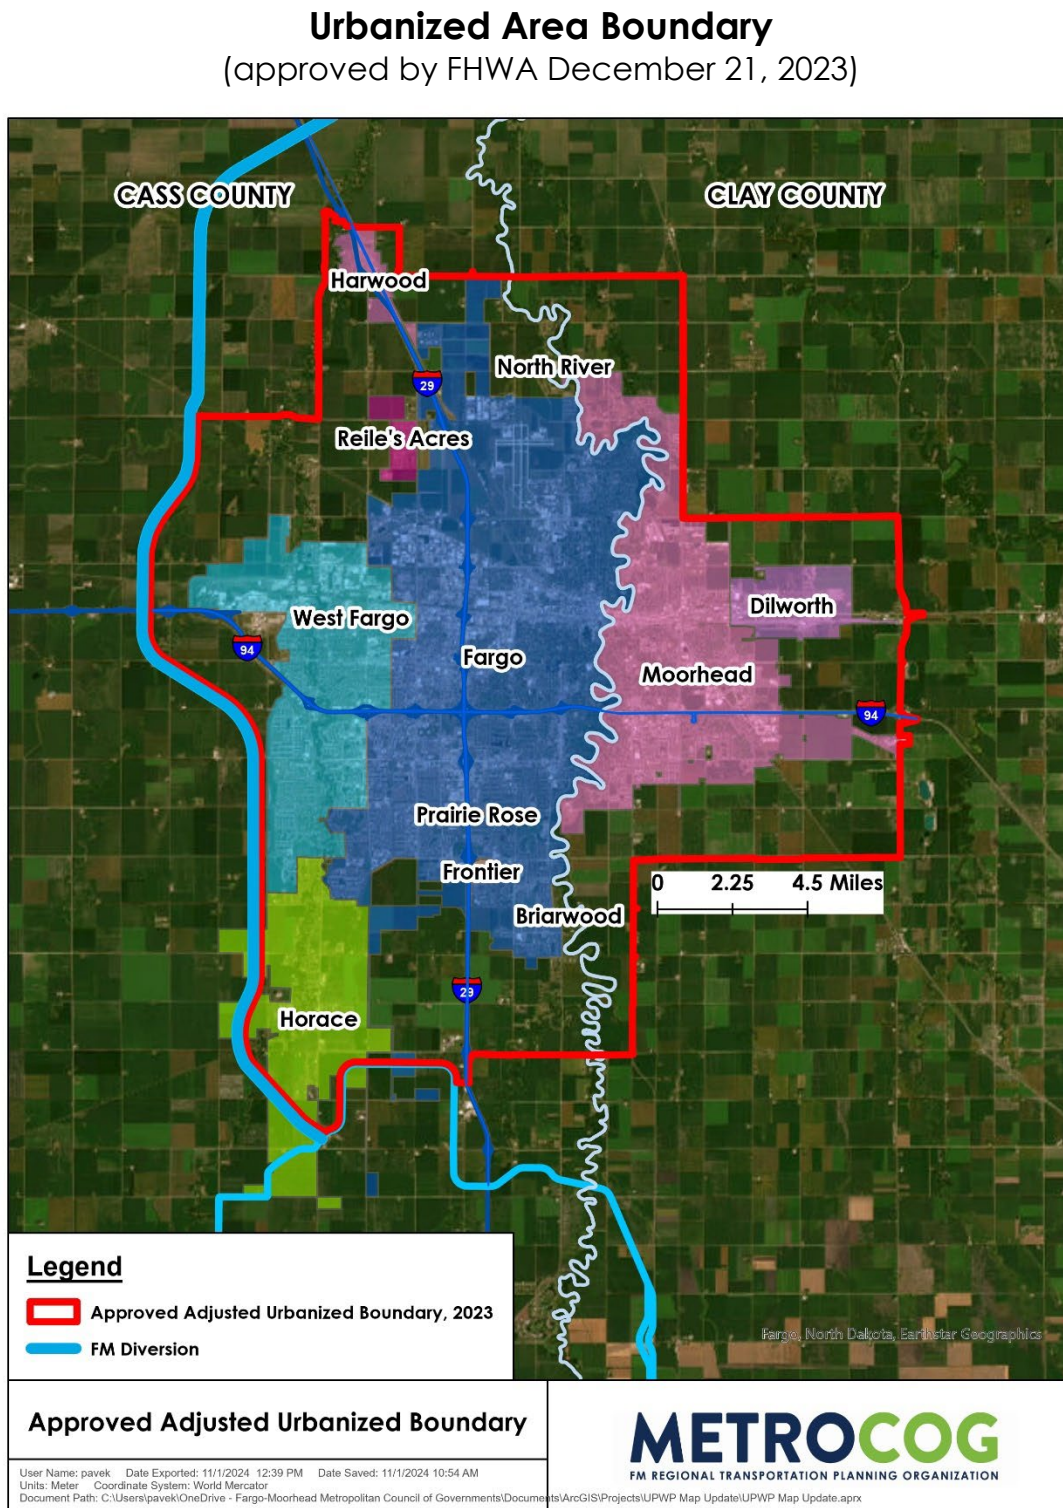 Urbanized Area Boundary
(approved by FHWA December 21, 2023)
CASS COUNTY
CLAY COUNTY
Harwood
North River
29
Reile's Acres
West Fargo
Dilworth
94
Fargo
Moorhead
94
Prairie Rose
Frontier
0 2.25 4.5 Miles
Briarwood
29
Horace
Legend
Approved Adjusted Urbanized Boundary, 2023
FM Diversion
Fargo, North Dakota, Earthstar Geographics
Approved Adjusted Urbanized Boundary
METROCOG
FM REGIONAL TRANSPORTATION PLANNING ORGANIZATION
User Name: pavek Date Exported: 11/1/2024 12:39 PM Date Saved: 11/1/2024 10:54 AM
Units: Meter Coordinate System: World Mercator
Document Path: C:\Users\pavek\OneDrive - Fargo-Moorhead Metropolitan Council of Governments\Documents\ArcGIS\Projects\UPWP Map Update\UPWP Map Update.aprx